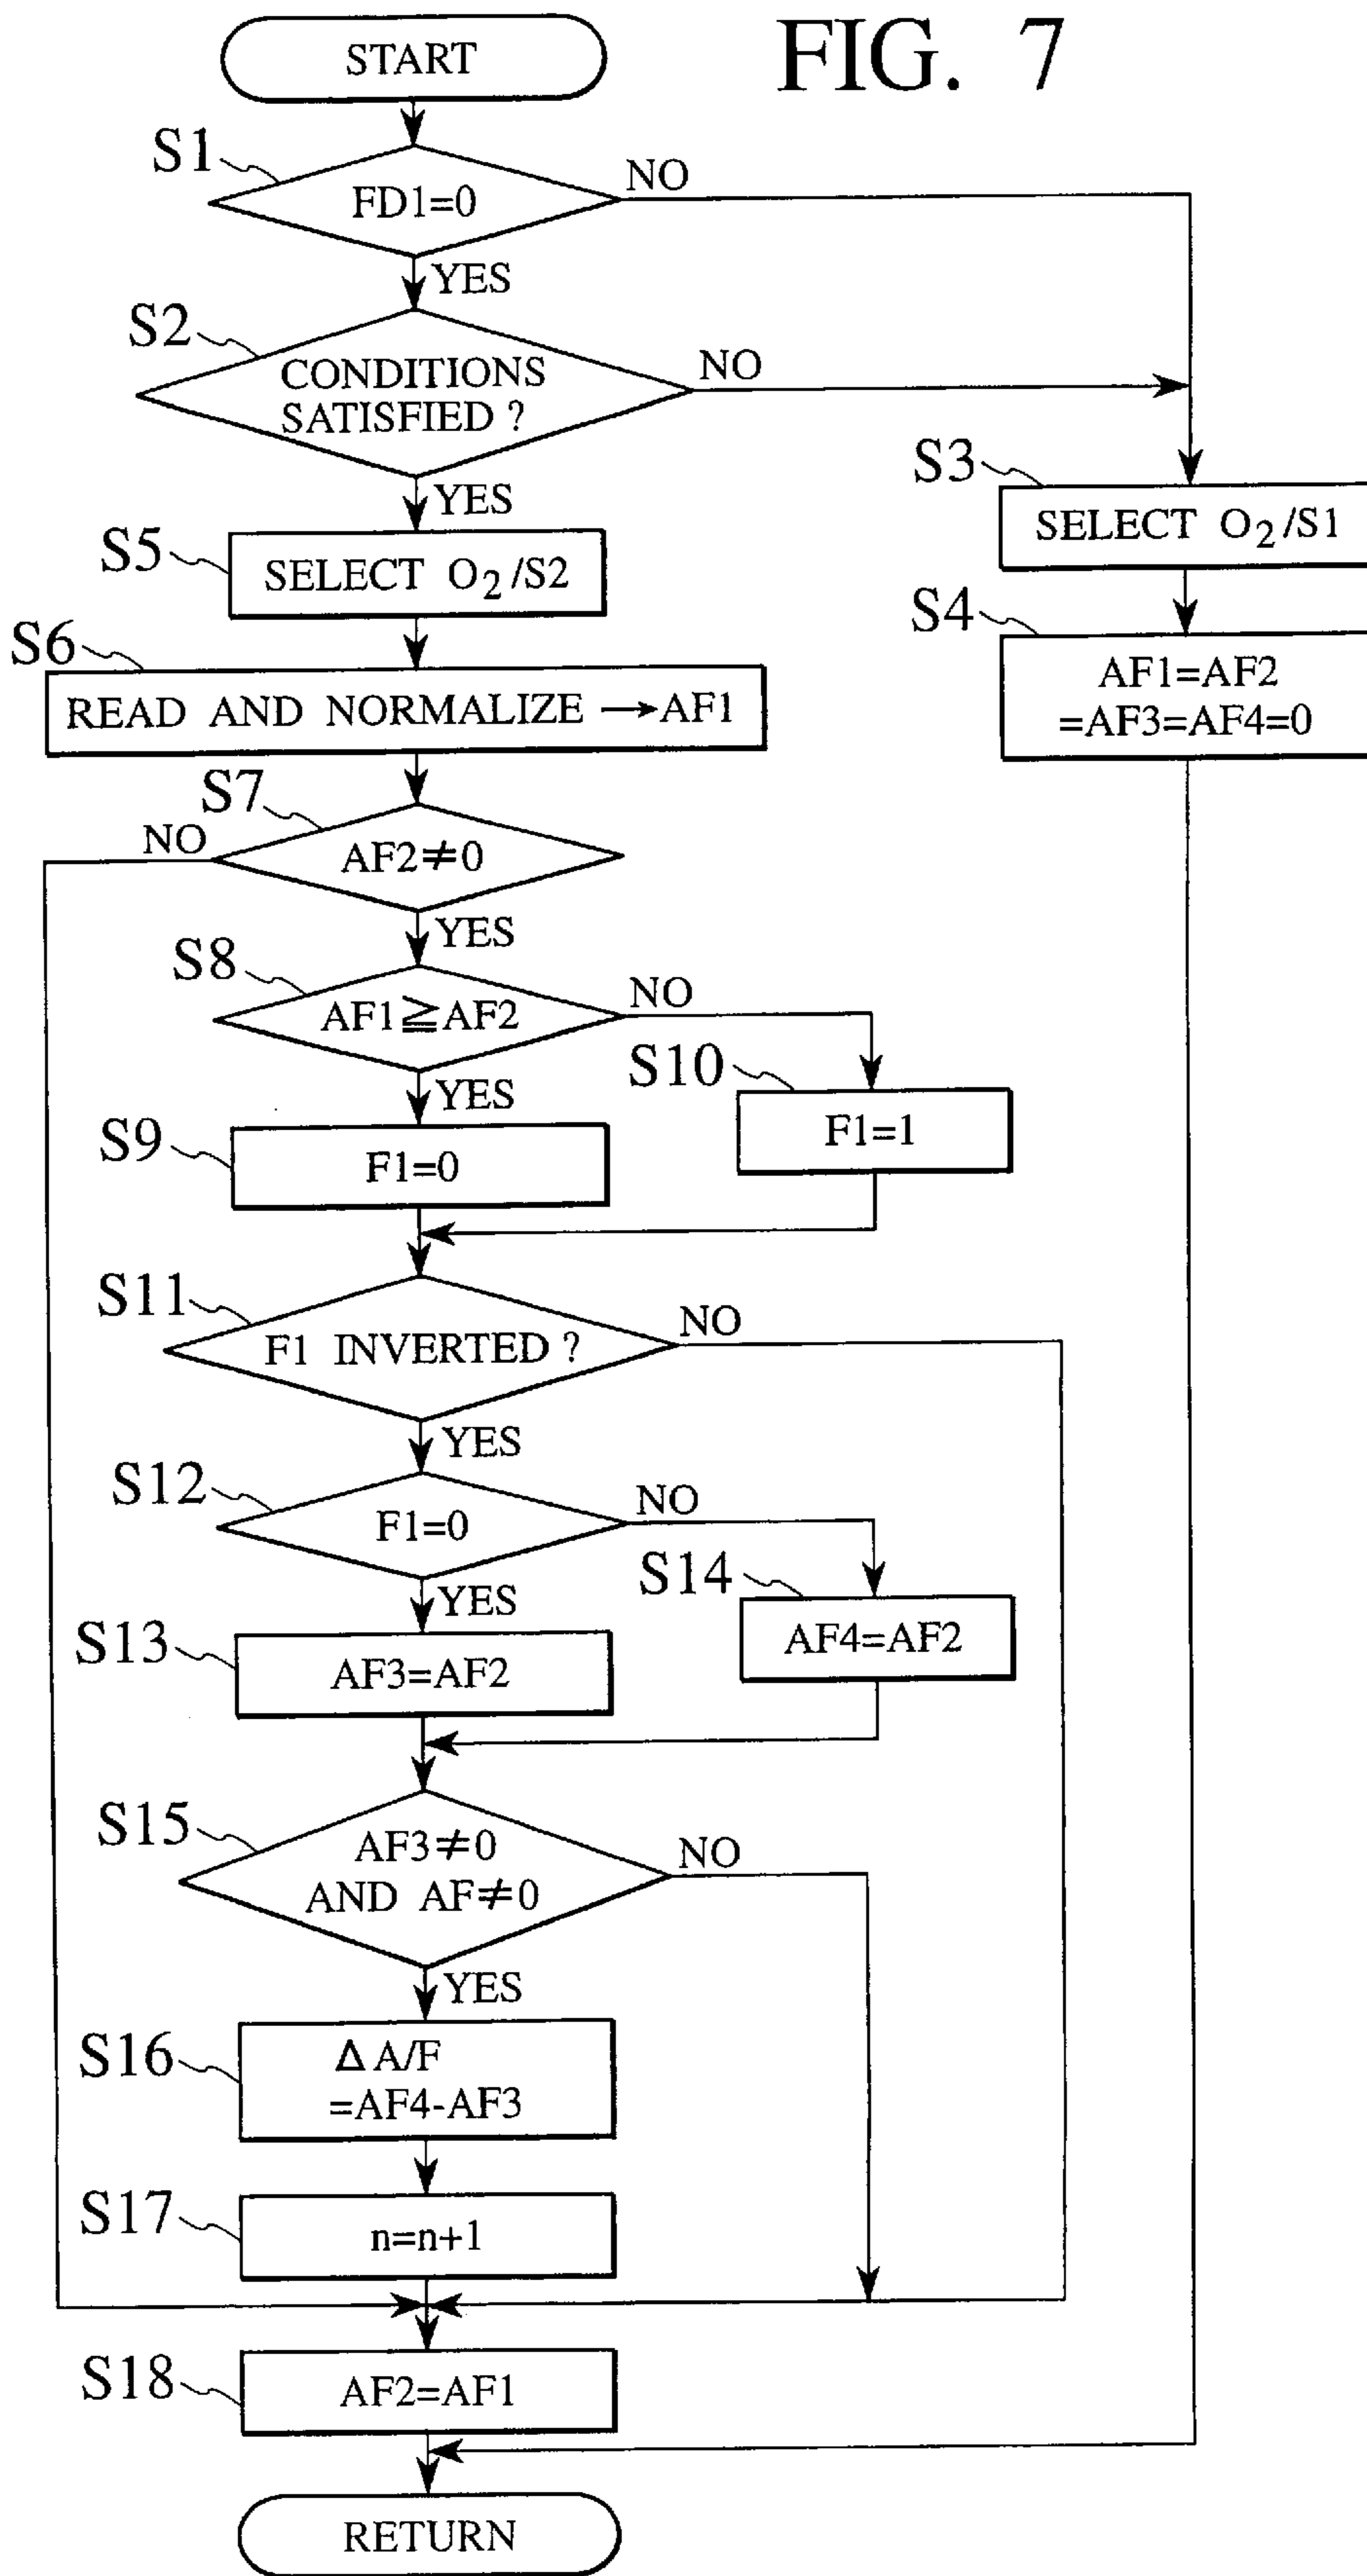 FIG. 7
START
S1
FD1=0
NO
YES
S2
CONDITIONS
SATISFIED ?
NO
YES
S3
SELECT O2/S1
S4
AF1=AF2
=AF3=AF4=0
S5
SELECT O2/S2
S6
READ AND NORMALIZE →AF1
S7
NO
AF2≠0
YES
S8
AF1≧AF2
NO
YES
S10
F1=1
S9
F1=0
S11
F1 INVERTED ?
NO
YES
S12
F1=0
NO
YES
S14
AF4=AF2
S13
AF3=AF2
S15
AF3≠0
AND AF≠0
NO
YES
S16
Δ A/F
=AF4-AF3
S17
n=n+1
S18
AF2=AF1
RETURN